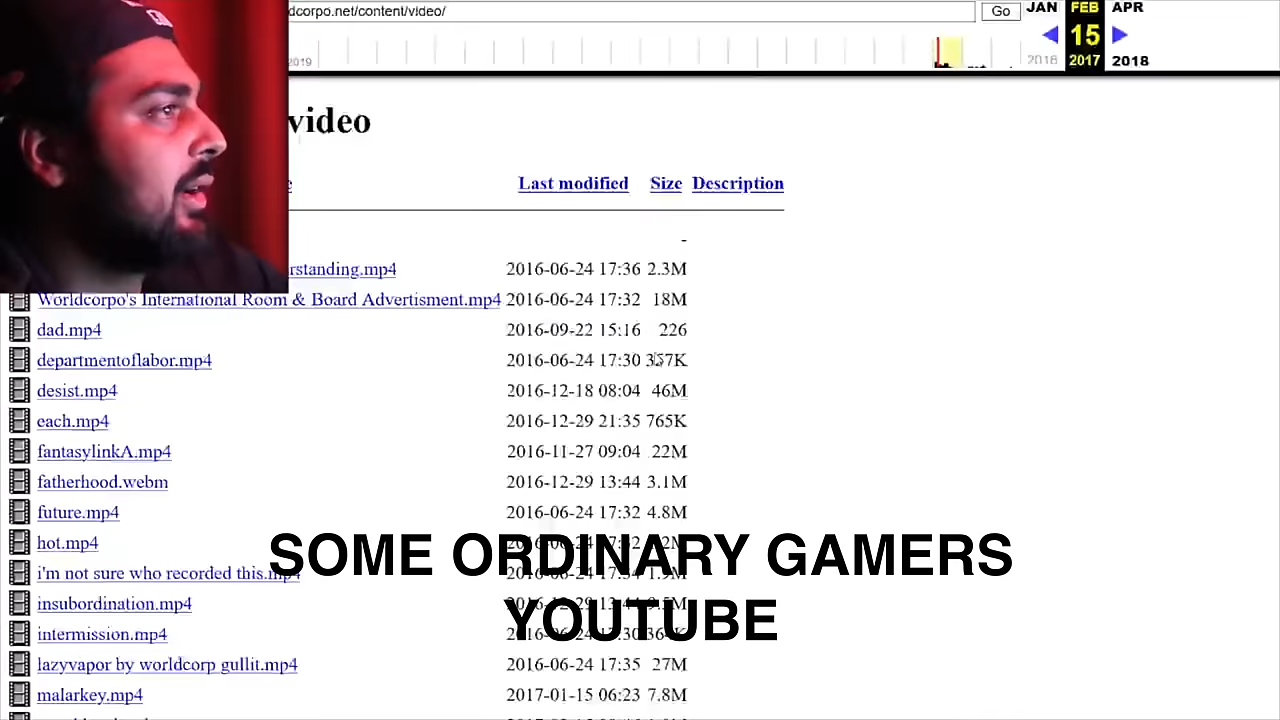 dcorpo.net/content/video/ Go JAN FEB APR
15
2019 2016 2017 2018
video
Last modified Size Description
-
rstanding.mp4 2016-06-24 17:36 2.3M
Worldcorpo's International Room & Board Advertisment.mp4 2016-06-24 17:32 18M
dad.mp4 2016-09-22 15:16 226
departmentoflabor.mp4 2016-06-24 17:30 357K
desist.mp4 2016-12-18 08:04 46M
each.mp4 2016-12-29 21:35 765K
fantasylinkA.mp4 2016-11-27 09:04 22M
fatherhood.webm 2016-12-29 13:44 3.1M
future.mp4 2016-06-24 17:32 4.8M
hot.mp4
SOME ORDINARY GAMERS
i'm not sure who recorded this.mp4
insubordination.mp4
YOUTUBE
intermission.mp4
lazyvapor by worldcorp gullit.mp4 2016-06-24 17:35 27M
malarkey.mp4 2017-01-15 06:23 7.8M